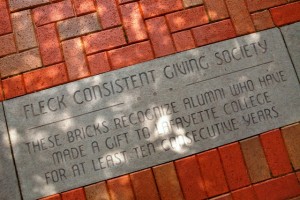 FLECK CONSISTENT GIVING SOCIETY
THESE BRICKS RECOGNIZE ALUMNI WHO HAVE
MADE A GIFT TO LAFAYETTE COLLEGE
FOR AT LEAST TEN CONSECUTIVE YEARS